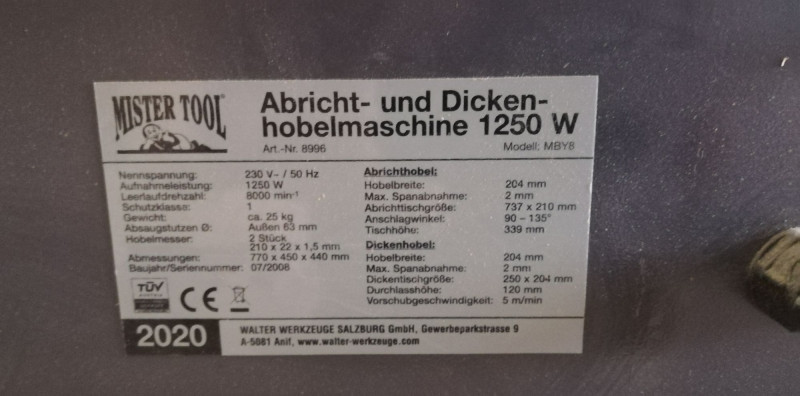 MISTER TOOL
Abricht- und Dicken-
hobelmaschine 1250 W
Art.-Nr. 8996 Modell: MBY8
Nennspannung: 230 V~ / 50 Hz
Aufnahmeleistung: 1250 W
Leerlaufdrehzahl: 8000 min⁻¹
Schutzklasse: 1
Gewicht: ca. 25 kg
Absaugstutzen Ø: Außen 63 mm
Hobelmesser: 2 Stück
210 x 22 x 1,5 mm
Abmessungen: 770 x 450 x 440 mm
Baujahr/Seriennummer: 07/2008
Abrichthobel:
Hobelbreite: 204 mm
Max. Spanabnahme: 2 mm
Abrichttischgröße: 737 x 210 mm
Anschlagwinkel: 90 – 135°
Tischhöhe: 339 mm
Dickenhobel:
Hobelbreite: 204 mm
Max. Spanabnahme: 2 mm
Dickentischgröße: 250 x 204 mm
Durchlasshöhe: 120 mm
Vorschubgeschwindigkeit: 5 m/min
TÜV
AUSTRIA
CE
2020
WALTER WERKZEUGE SALZBURG GmbH, Gewerbeparkstrasse 9
A-5081 Anif, www.walter-werkzeuge.com